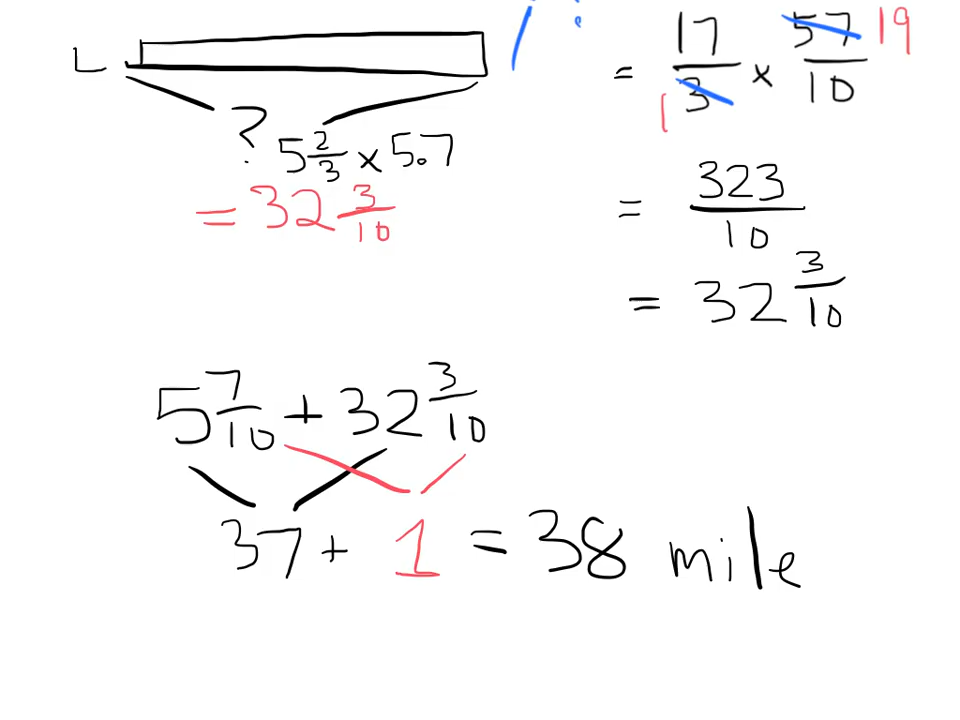 L
?
5 2/3 × 5.7
= 32 3/10
= 17/3 × 57/10
1
19
= 323/10
= 32 3/10
5 7/10 + 32 3/10
37 + 1 = 38 mile